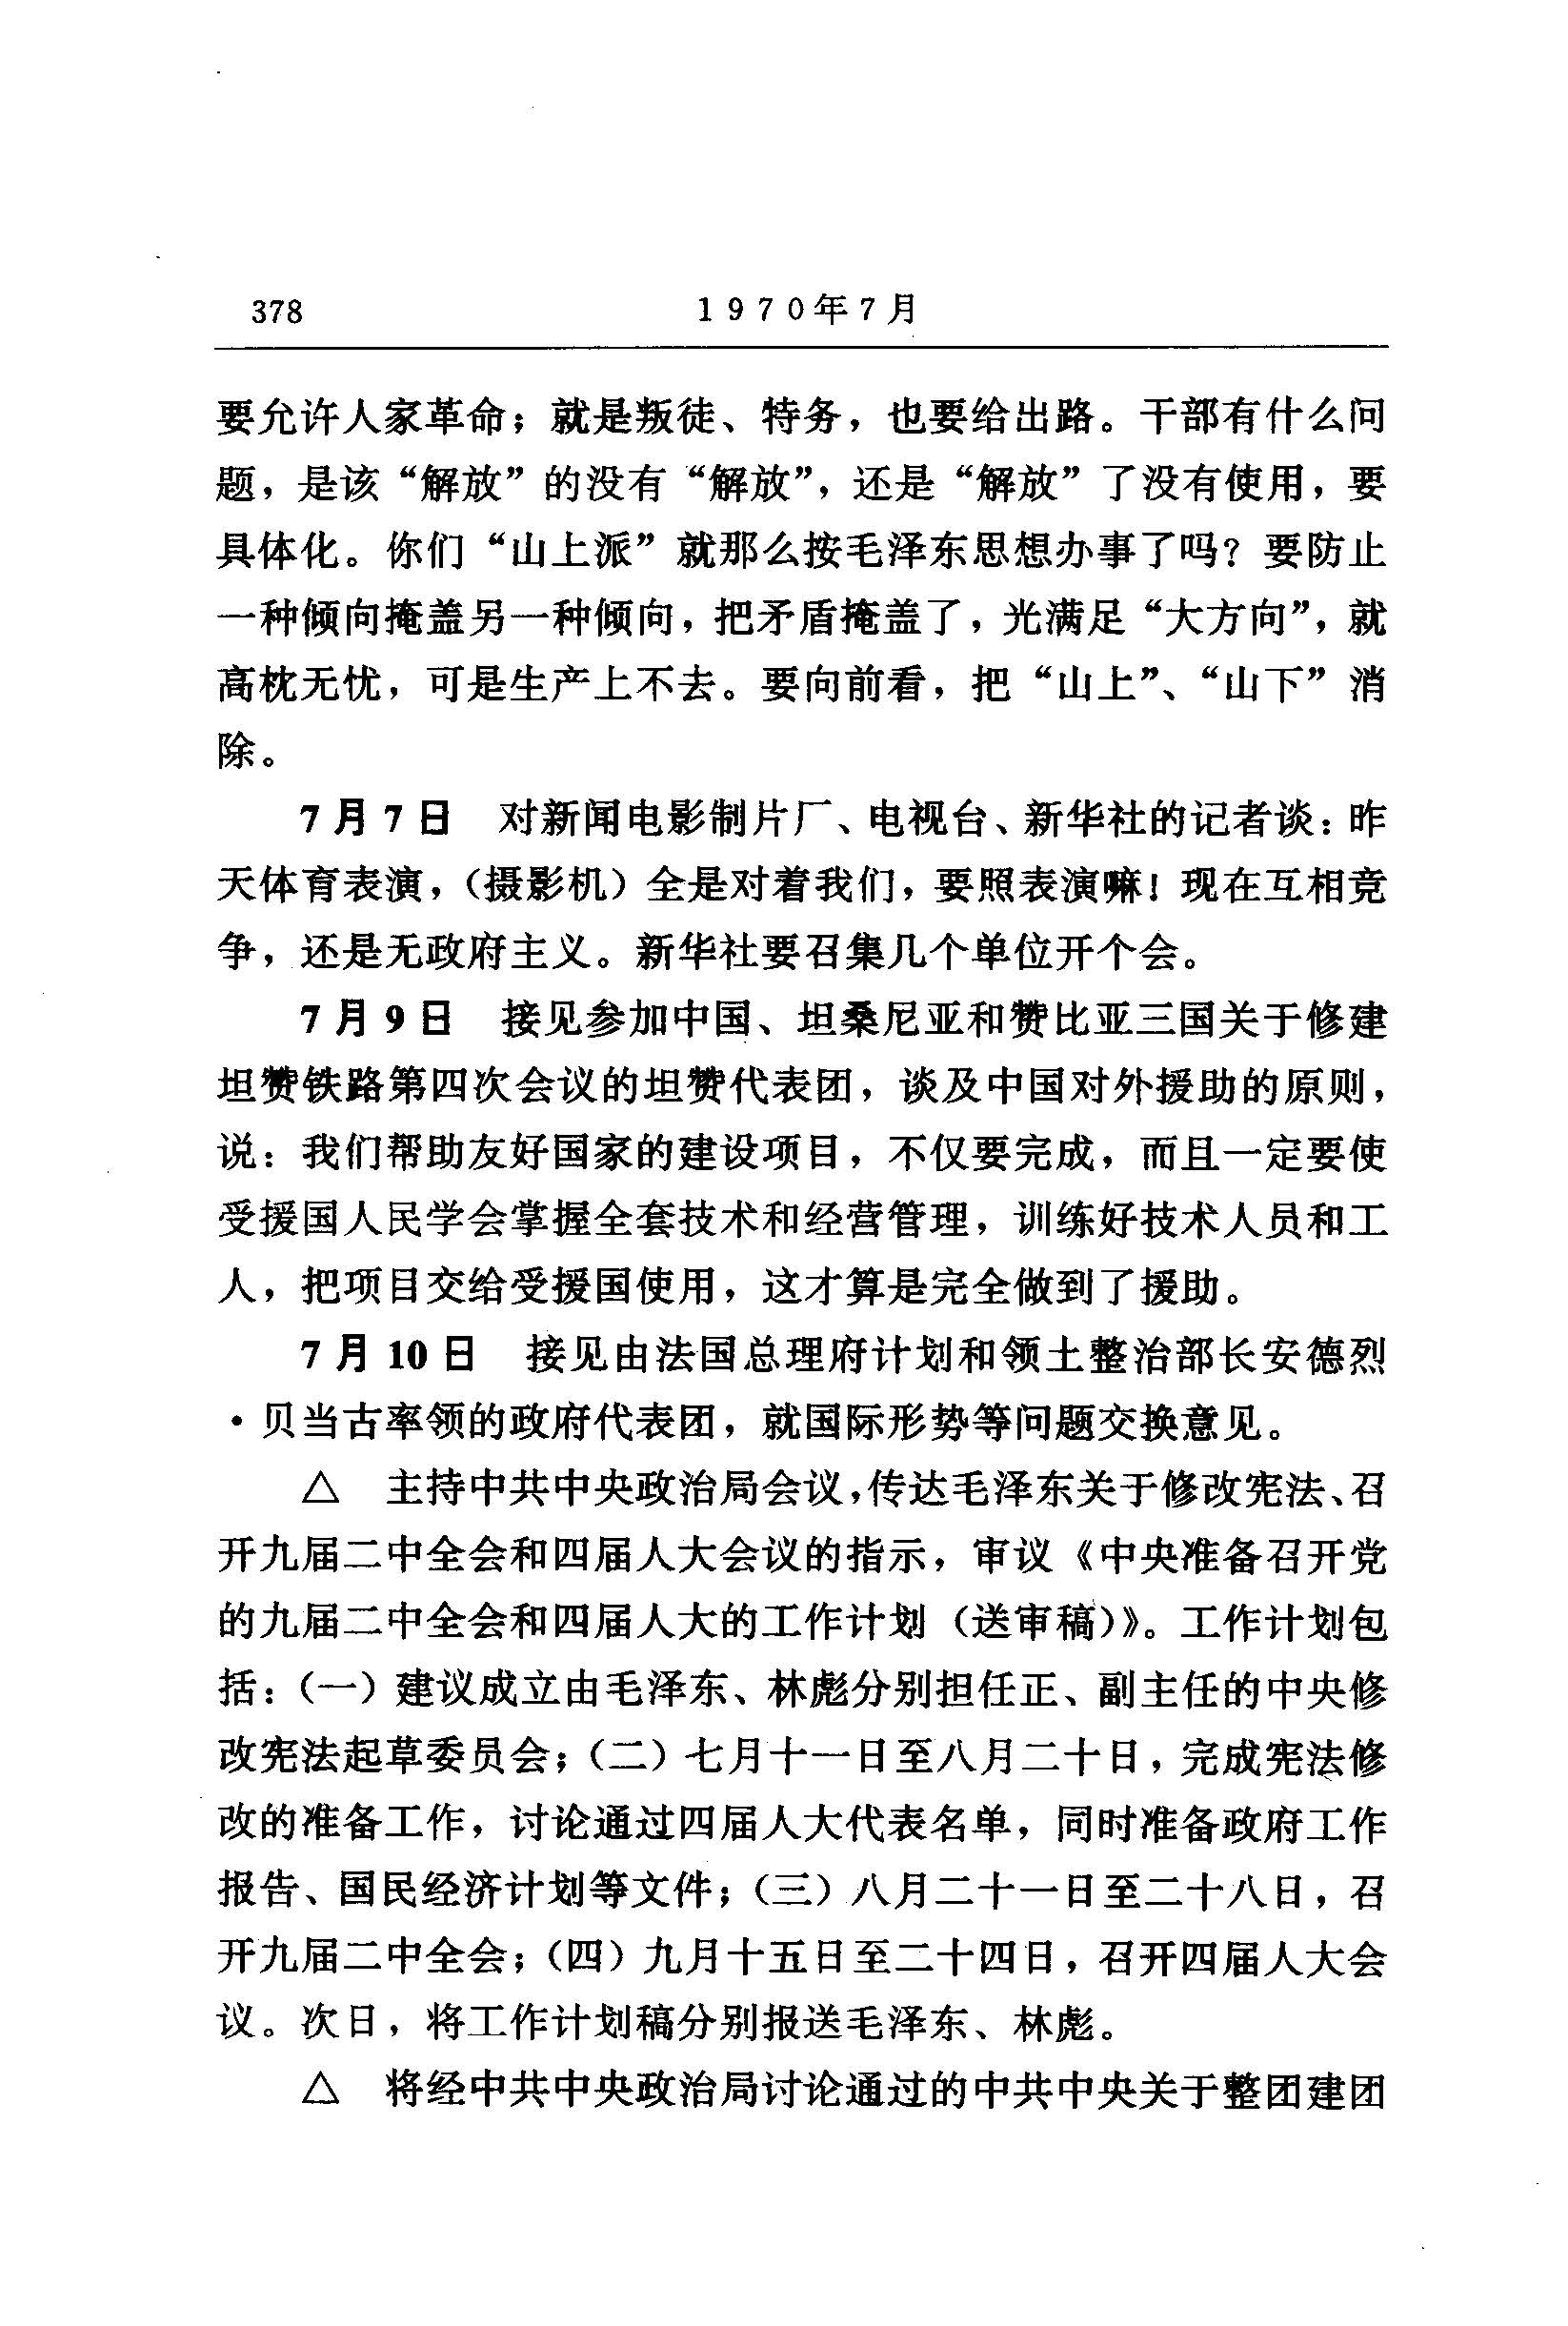 378 1970年7月
要允许人家革命；就是叛徒、特务，也要给出路。干部有什么问
题，是该“解放”的没有“解放”，还是“解放”了没有使用，要
具体化。你们“山上派”就那么按毛泽东思想办事了吗？要防止
一种倾向掩盖另一种倾向，把矛盾掩盖了，光满足“大方向”，就
高枕无忧，可是生产上不去。要向前看，把“山上”、“山下”消
除。
7月7日 对新闻电影制片厂、电视台、新华社的记者谈：昨
天体育表演，（摄影机）全是对着我们，要照表演嘛！现在互相竞
争，还是无政府主义。新华社要召集几个单位开个会。
7月9日 接见参加中国、坦桑尼亚和赞比亚三国关于修建
坦赞铁路第四次会议的坦赞代表团，谈及中国对外援助的原则，
说：我们帮助友好国家的建设项目，不仅要完成，而且一定要使
受援国人民学会掌握全套技术和经营管理，训练好技术人员和工
人，把项目交给受援国使用，这才算是完全做到了援助。
7月10日 接见由法国总理府计划和领土整治部长安德烈
·贝当古率领的政府代表团，就国际形势等问题交换意见。
△ 主持中共中央政治局会议，传达毛泽东关于修改宪法、召
开九届二中全会和四届人大会议的指示，审议《中央准备召开党
的九届二中全会和四届人大的工作计划（送审稿）》。工作计划包
括：（一）建议成立由毛泽东、林彪分别担任正、副主任的中央修
改宪法起草委员会；（二）七月十一日至八月二十日，完成宪法修
改的准备工作，讨论通过四届人大代表名单，同时准备政府工作
报告、国民经济计划等文件；（三）八月二十一日至二十八日，召
开九届二中全会；（四）九月十五日至二十四日，召开四届人大会
议。次日，将工作计划稿分别报送毛泽东、林彪。
△ 将经中共中央政治局讨论通过的中共中央关于整团建团